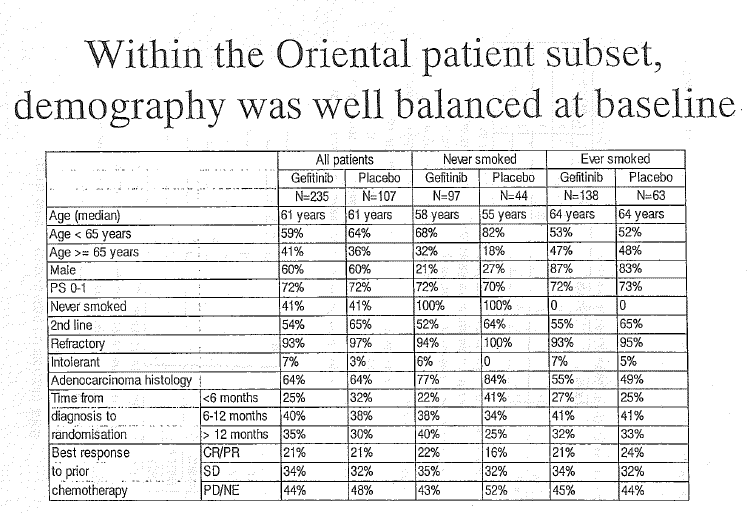 Within the Oriental patient subset,
demography was well balanced at baseline
All patients Never smoked Ever smoked
Gefitinib Placebo Gefitinib Placebo Gefitinib Placebo
N=235 N=107 N=97 N=44 N=138 N=63
Age (median) 61 years 61 years 58 years 55 years 64 years 64 years
Age < 65 years 59% 64% 68% 82% 53% 52%
Age >= 65 years 41% 36% 32% 18% 47% 48%
Male 60% 60% 21% 27% 87% 83%
PS 0-1 72% 72% 72% 70% 72% 73%
Never smoked 41% 41% 100% 100% 0 0
2nd line 54% 65% 52% 64% 55% 65%
Refractory 93% 97% 94% 100% 93% 95%
Intolerant 7% 3% 6% 0 7% 5%
Adenocarcinoma histology 64% 64% 77% 84% 55% 49%
Time from <6 months 25% 32% 22% 41% 27% 25%
diagnosis to 6-12 months 40% 38% 38% 34% 41% 41%
randomisation > 12 months 35% 30% 40% 25% 32% 33%
Best response CR/PR 21% 21% 22% 16% 21% 24%
to prior SD 34% 32% 35% 32% 34% 32%
chemotherapy PD/NE 44% 48% 43% 52% 45% 44%